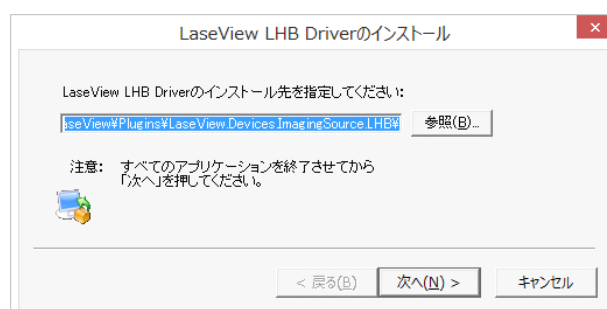 LaseView LHB Driverのインストール
LaseView LHB Driverのインストール先を指定してください:
aseView¥Plugins¥LaseView.Devices.ImagingSource.LHB¥
参照(B)...
注意: すべてのアプリケーションを終了させてから
「次へ」を押してください。
< 戻る(B)
次へ(N) >
キャンセル